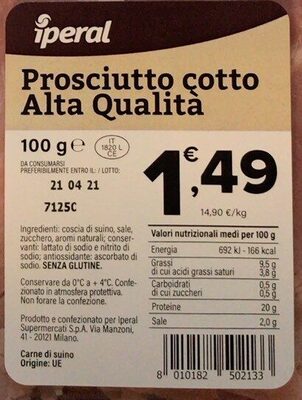 iperal
Prosciutto cotto
Alta Qualità
100 g e
IT
1820 L
CE
DA CONSUMARSI
PREFERIBILMENTE ENTRO IL: / LOTTO:
21 04 21
7125C
€
1,49
14,90 €/kg
Ingredienti: coscia di suino, sale,
zucchero, aromi naturali; conser-
vanti: lattato di sodio e nitrito di
sodio; antiossidante: ascorbato di
sodio. SENZA GLUTINE.
Conservare da 0°C a + 4°C. Confe-
zionato in atmosfera protettiva.
Non forare la confezione.
Prodotto e confezionato per Iperal
Supermercati S.p.A. Via Manzoni,
41 - 20121 Milano.
Carne di suino
Origine: UE
Valori nutrizionali medi per 100 g
Energia 692 kJ - 166 kcal
Grassi 9,5 g
di cui acidi grassi saturi 3,8 g
Carboidrati 0,5 g
di cui zuccheri 0,5 g
Proteine 20 g
Sale 2,0 g
8 010182 502133